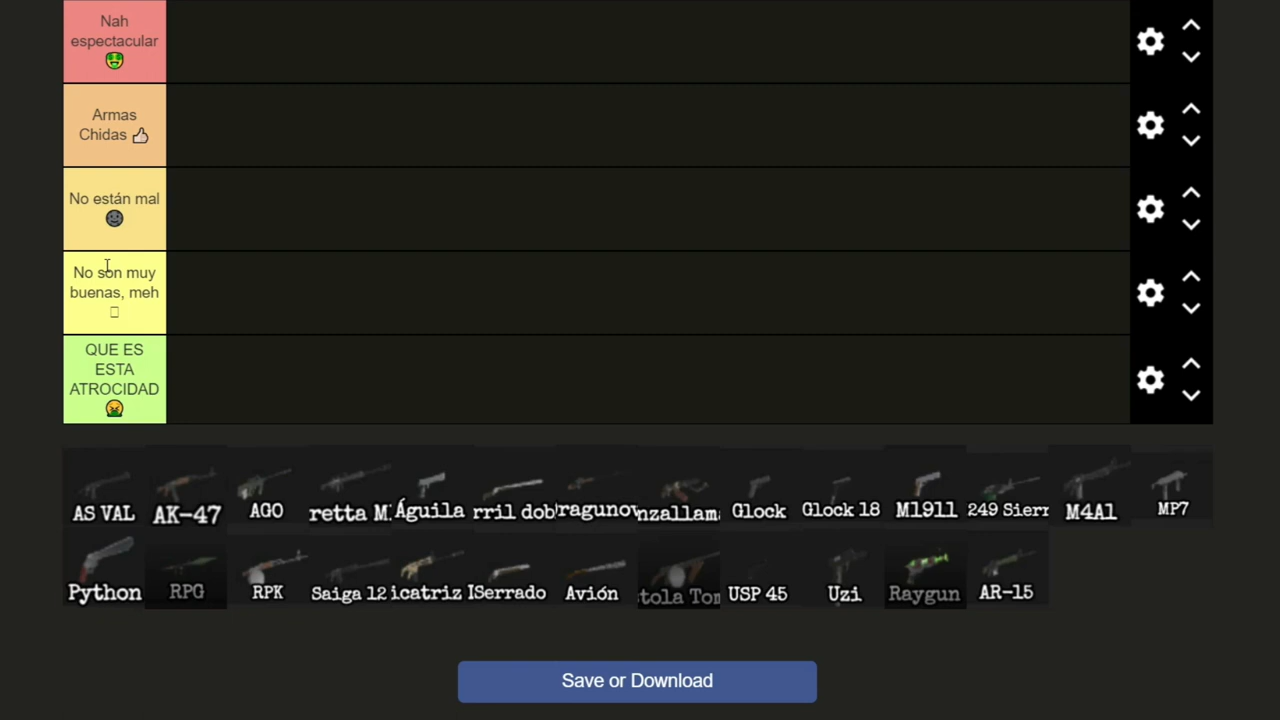 Nah
espectacular
🤑
Armas
Chidas 👍
No están mal
No son muy
buenas, meh
QUE ES
ESTA
ATROCIDAD
🤮
AS VAL
AK-47
AGO
retta M
Águila
rril dob
ragunov
nzallam
Glock
Glock 18
M1911
249 Sierr
M4A1
MP7
Python
RPG
RPK
Saiga 12
icatriz
Serrado
Avión
stola Tom
USP 45
Uzi
Raygun
AR-15
Save or Download